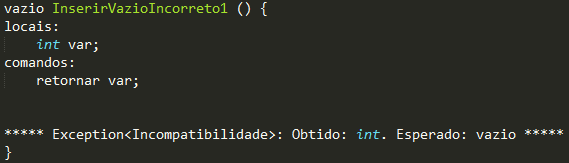 vazio InserirVazioIncorreto1 () {
locais:
int var;
comandos:
retornar var;
***** Exception<Incompatibilidade>: Obtido: int. Esperado: vazio *****
}